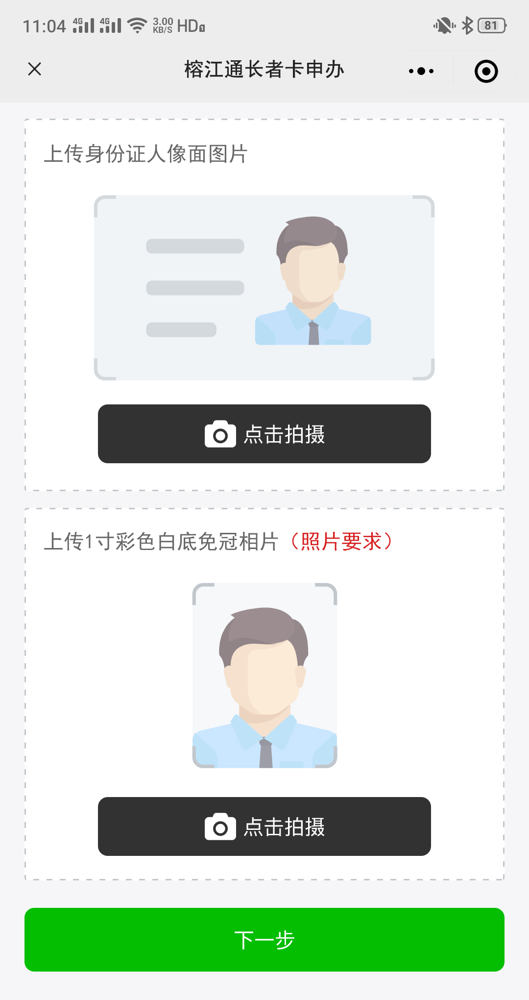 11:04 4G 4G 3.00 KB/S HD1 81
榕江通长者卡申办
上传身份证人像面图片
点击拍摄
上传1寸彩色白底免冠相片（照片要求）
点击拍摄
下一步